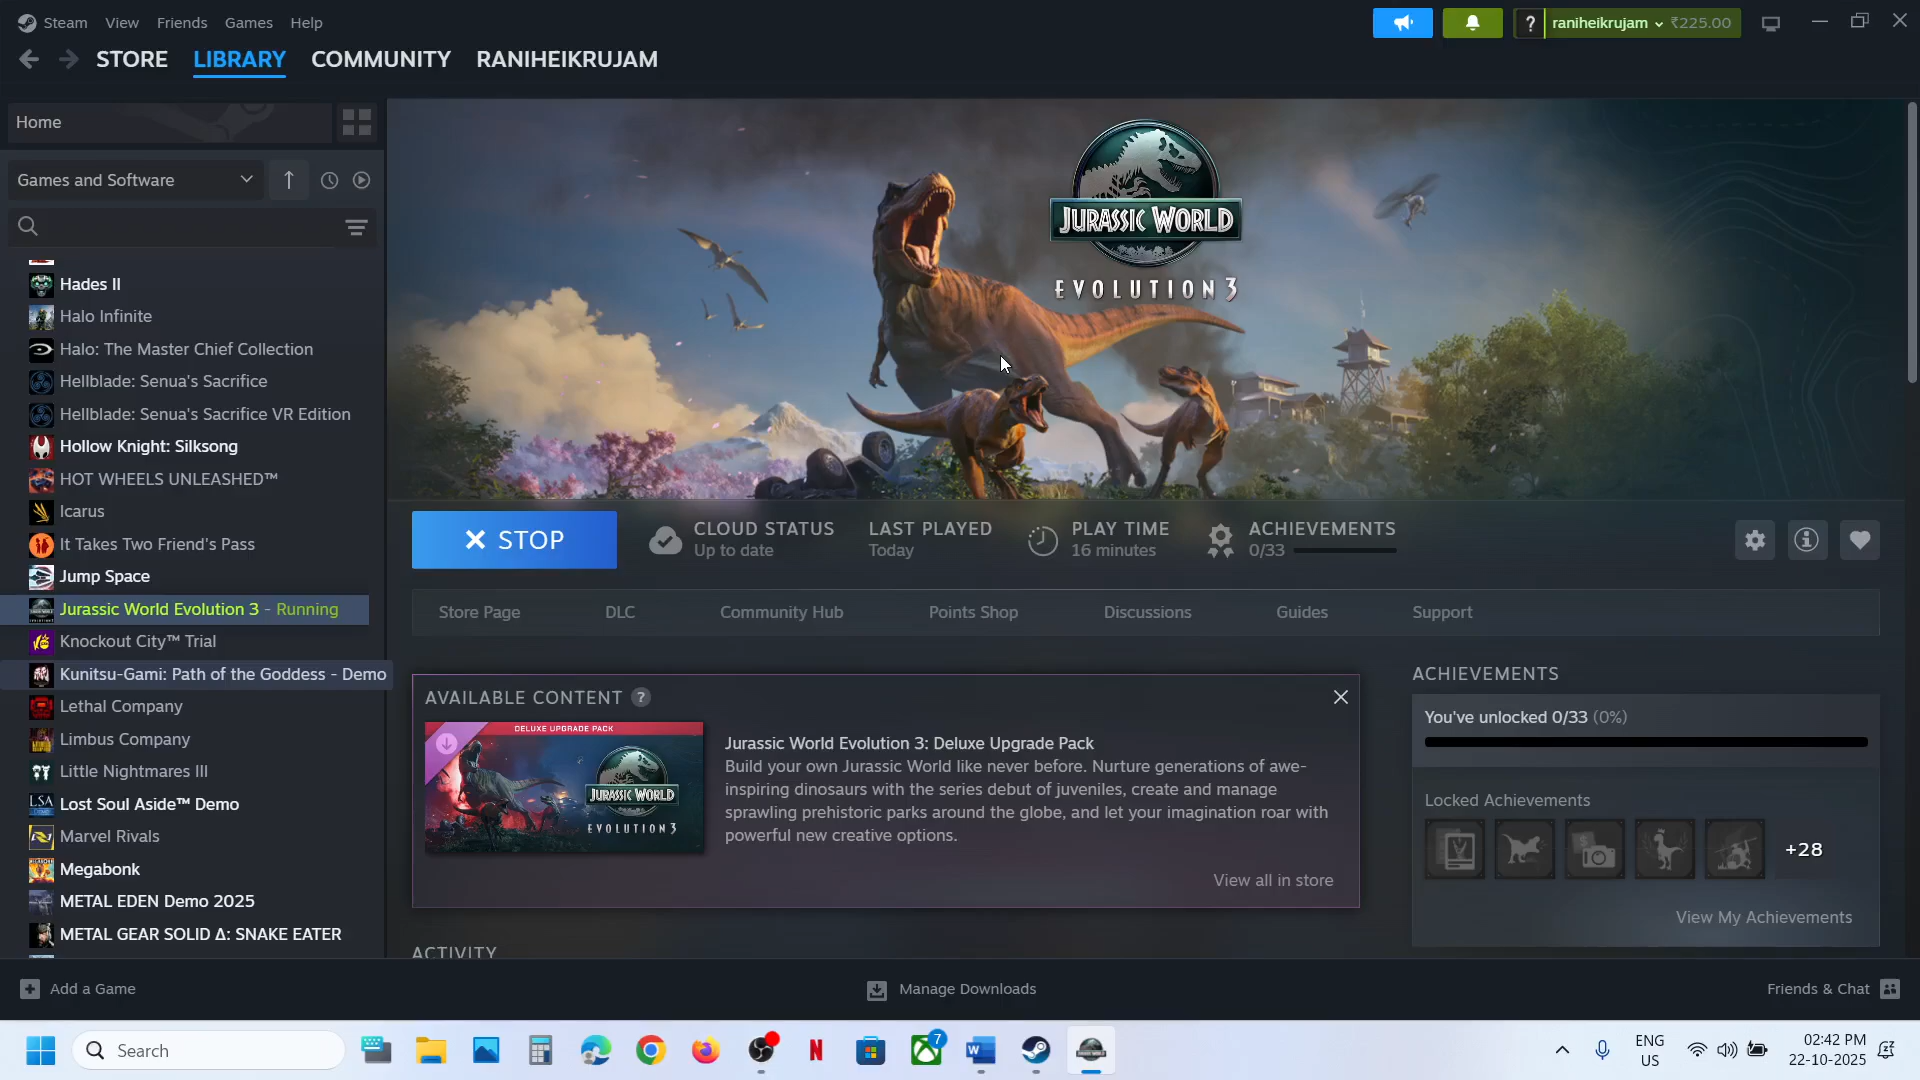 Steam View Friends Games Help
? raniheikrujam ₹225.00
STORE LIBRARY COMMUNITY RANIHEIKRUJAM
Home
Games and Software
JURASSIC WORLD
EVOLUTION 3
Hades II
Halo Infinite
Halo: The Master Chief Collection
Hellblade: Senua's Sacrifice
Hellblade: Senua's Sacrifice VR Edition
Hollow Knight: Silksong
HOT WHEELS UNLEASHED™
Icarus
It Takes Two Friend's Pass
Jump Space
Jurassic World Evolution 3 - Running
Knockout City™ Trial
Kunitsu-Gami: Path of the Goddess - Demo
Lethal Company
Limbus Company
Little Nightmares III
Lost Soul Aside™ Demo
Marvel Rivals
Megabonk
METAL EDEN Demo 2025
METAL GEAR SOLID Δ: SNAKE EATER
STOP
CLOUD STATUS
Up to date
LAST PLAYED
Today
PLAY TIME
16 minutes
ACHIEVEMENTS
0/33
Store Page DLC Community Hub Points Shop Discussions Guides Support
AVAILABLE CONTENT ?
DELUXE UPGRADE PACK
JURASSIC WORLD
EVOLUTION 3
Jurassic World Evolution 3: Deluxe Upgrade Pack
Build your own Jurassic World like never before. Nurture generations of awe-
inspiring dinosaurs with the series debut of juveniles, create and manage
sprawling prehistoric parks around the globe, and let your imagination roar with
powerful new creative options.
View all in store
ACTIVITY
ACHIEVEMENTS
You've unlocked 0/33 (0%)
Locked Achievements
+28
View My Achievements
Add a Game
Manage Downloads
Friends & Chat
Search
7
ENG
US
02:42 PM
22-10-2025